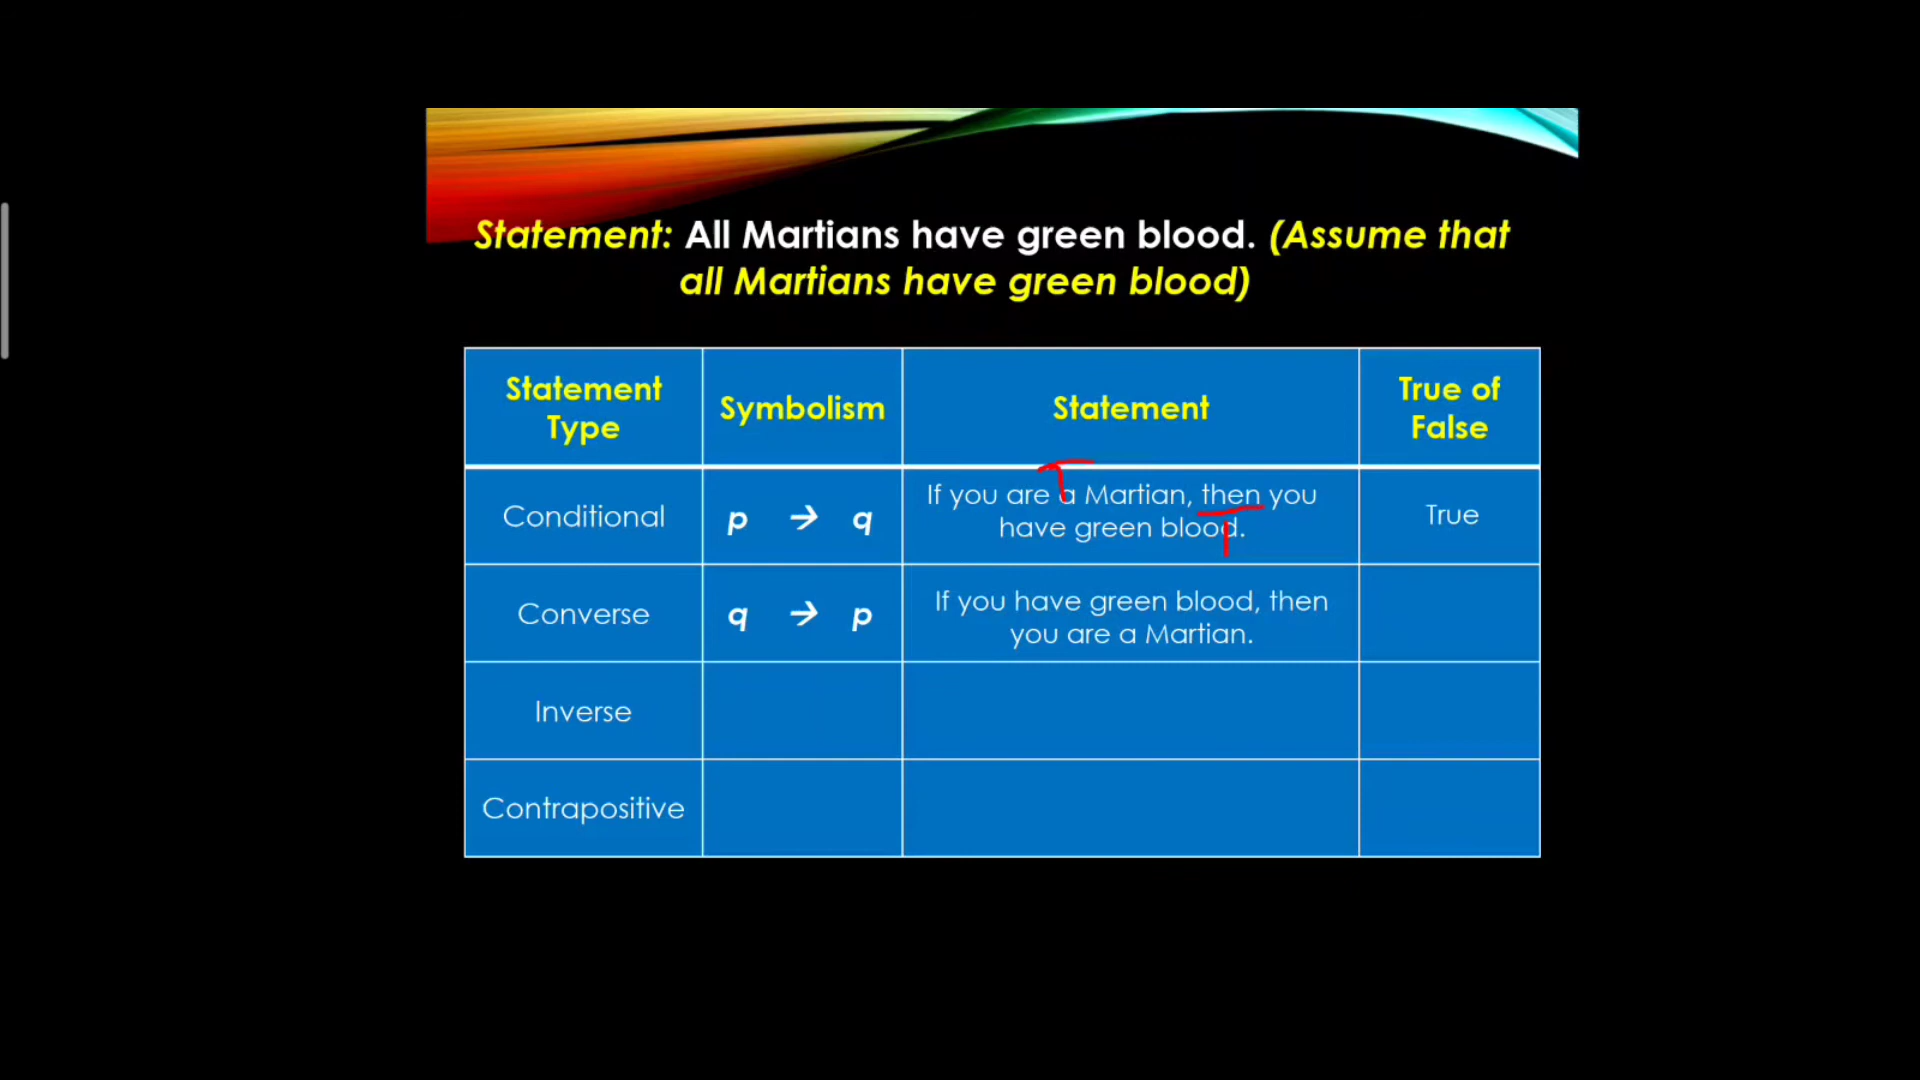 Statement: All Martians have green blood. (Assume that
all Martians have green blood)
Statement
Type
Symbolism
Statement
True of
False
Conditional
p → q
If you are a Martian, then you
have green blood.
True
Converse
q → p
If you have green blood, then
you are a Martian.
Inverse
Contrapositive